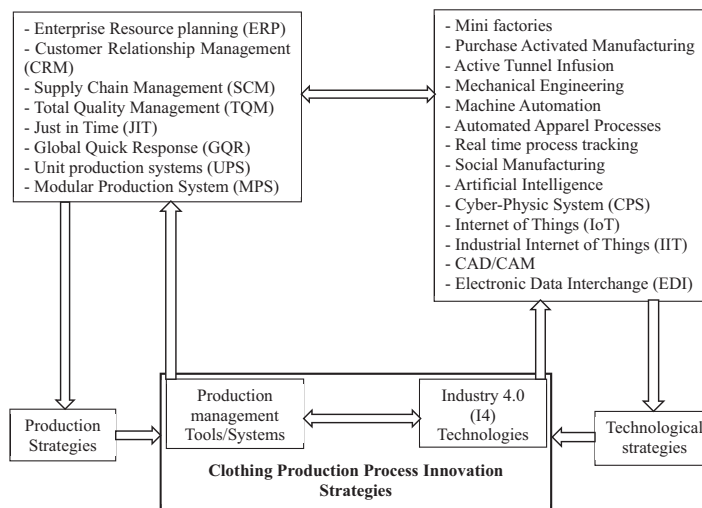 - Enterprise Resource planning (ERP)
- Customer Relationship Management
(CRM)
- Supply Chain Management (SCM)
- Total Quality Management (TQM)
- Just in Time (JIT)
- Global Quick Response (GQR)
- Unit production systems (UPS)
- Modular Production System (MPS)
- Mini factories
- Purchase Activated Manufacturing
- Active Tunnel Infusion
- Mechanical Engineering
- Machine Automation
- Automated Apparel Processes
- Real time process tracking
- Social Manufacturing
- Artificial Intelligence
- Cyber-Physic System (CPS)
- Internet of Things (IoT)
- Industrial Internet of Things (IIT)
- CAD/CAM
- Electronic Data Interchange (EDI)
Production
Strategies
Production
management
Tools/Systems
Industry 4.0
(I4)
Technologies
Technological
strategies
Clothing Production Process Innovation
Strategies